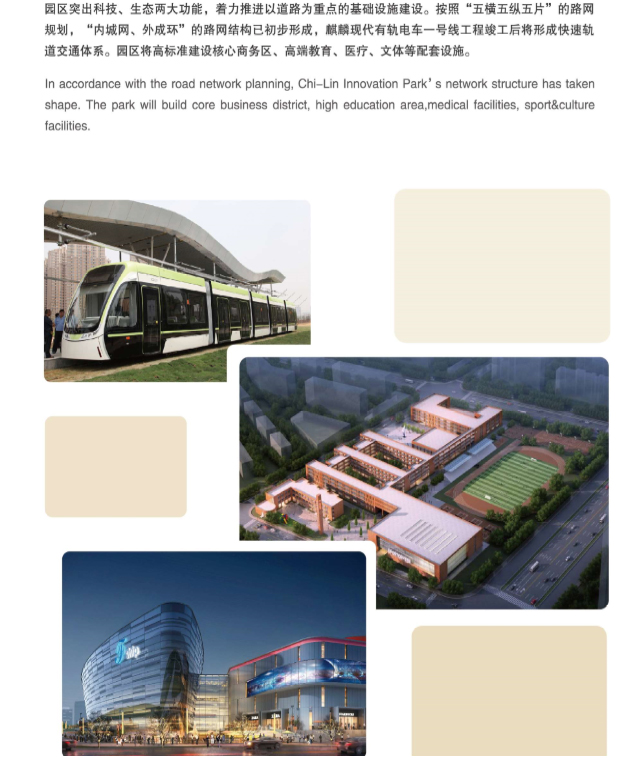 园区突出科技、生态两大功能，着力推进以道路为重点的基础设施建设。按照“五横五纵五片”的路网
规划，“内城网、外成环”的路网结构已初步形成，麒麟现代有轨电车一号线工程竣工后将形成快速轨
道交通体系。园区将高标准建设核心商务区、高端教育、医疗、文体等配套设施。
In accordance with the road network planning, Chi-Lin Innovation Park's network structure has taken
shape. The park will build core business district, high education area,medical facilities, sport&culture
facilities.